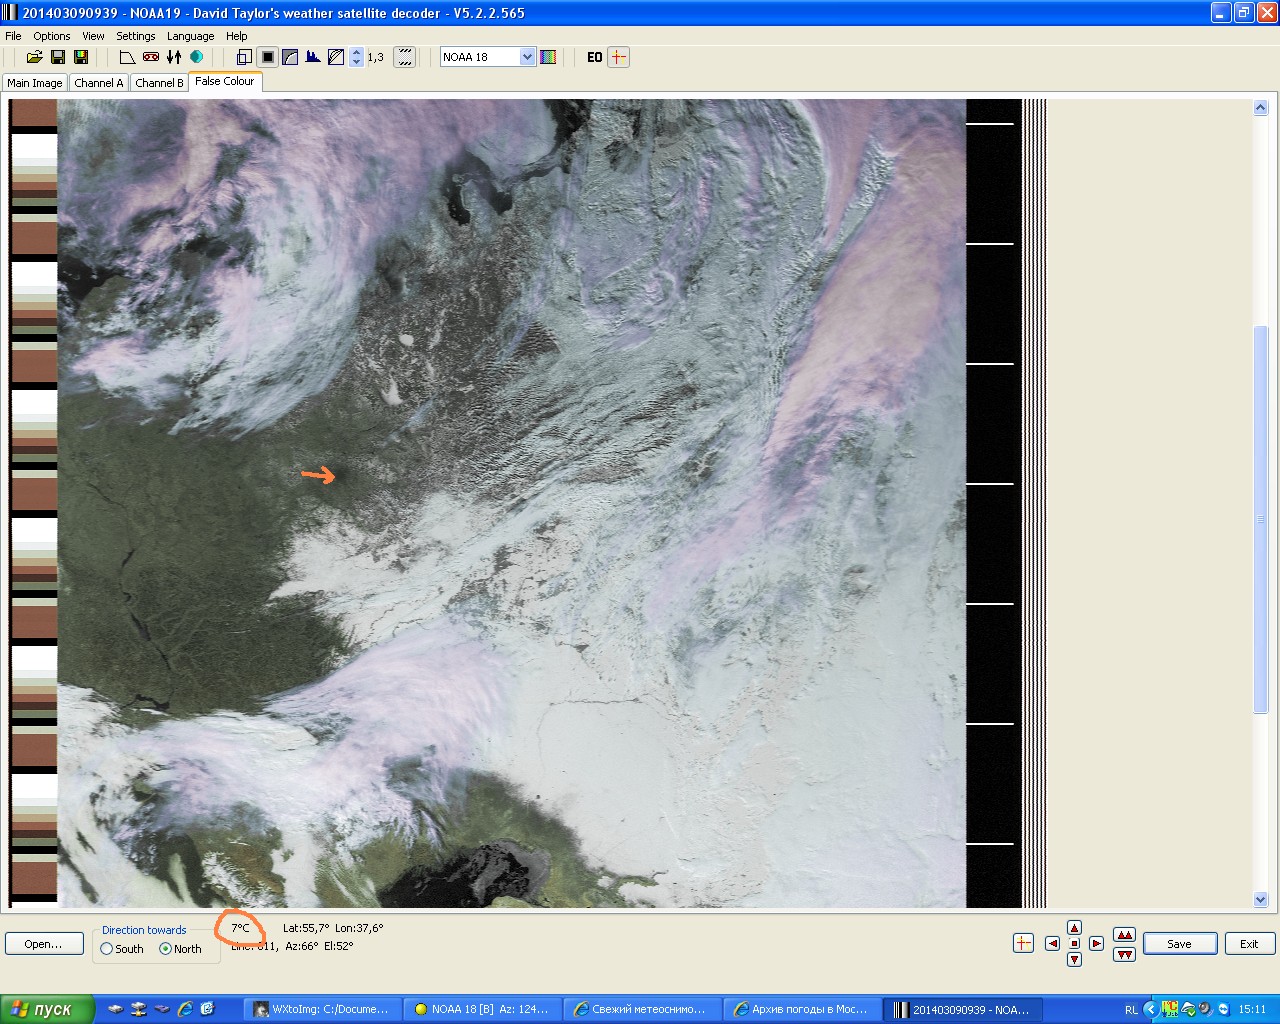 201403090939 - NOAA19 - David Taylor's weather satellite decoder - V5.2.2.565
File Options View Settings Language Help
1,3 NOAA 18 EO
Main Image Channel A Channel B False Colour
Direction towards
South North
7°C Lat:55,7° Lon:37,6°
Az:66° El:52°
Open... Save Exit
пуск WXtoImg: C:/Docume... NOAA 18 [B] Az: 124... Свежий метеоснимо... Архив погоды в Мос... 201403090939 - NOA... RL 15:11